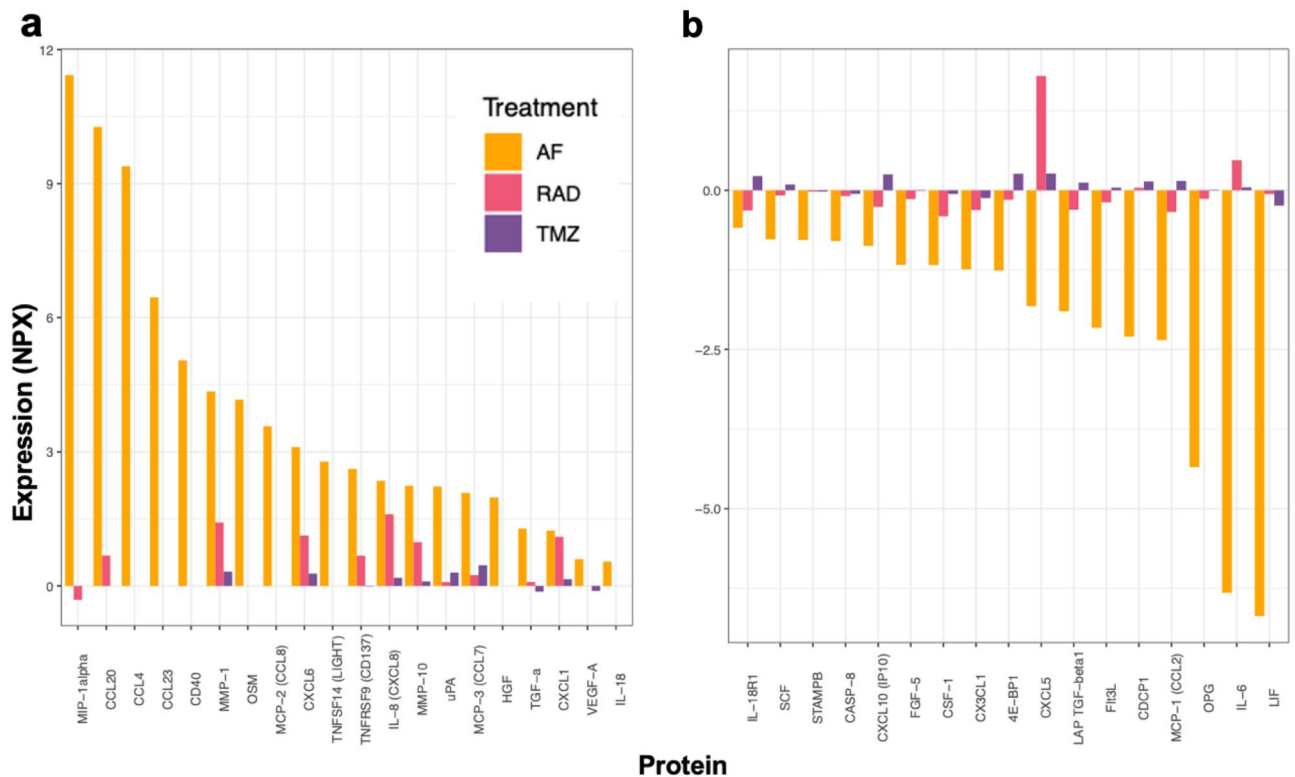 a
b
12
9
6
3
0
Expression (NPX)
Treatment
AF
RAD
TMZ
MIP-1alpha
CCL20
CCL4
CCL23
CD40
MMP-1
OSM
MCP-2 (CCL8)
CXCL6
TNFSF14 (LIGHT)
TNFRSF9 (CD137)
IL-8 (CXCL8)
MMP-10
uPA
MCP-3 (CCL7)
HGF
TGF-a
CXCL1
VEGF-A
IL-18
0.0
-2.5
-5.0
IL-18R1
SCF
STAMPB
CASP-8
CXCL10 (IP10)
FGF-5
CSF-1
CX3CL1
4E-BP1
CXCL5
LAP TGF-beta1
Flt3L
CDCP1
MCP-1 (CCL2)
OPG
IL-6
LIF
Protein